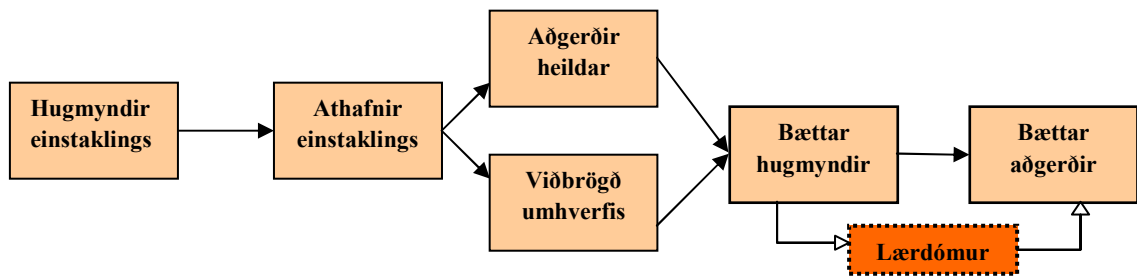 Hugmyndir
einstaklings
Athafnir
einstaklings
Aðgerðir
heildar
Viðbrögð
umhverfis
Bættar
hugmyndir
Bættar
aðgerðir
Lærdómur